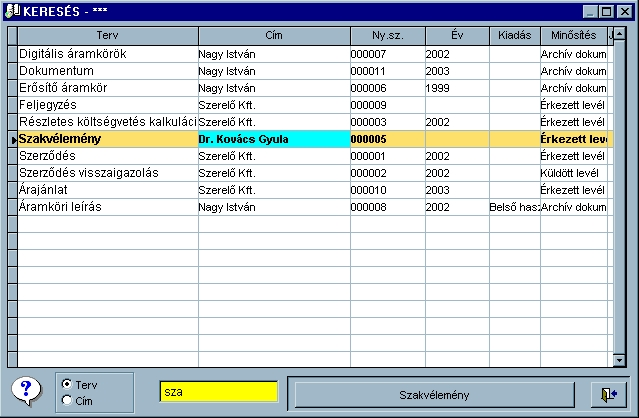 KERESÉS - ***
Terv Cím Ny.sz. Év Kiadás Minősítés J
Digitális áramkörök Nagy István 000007 2002 Archív dokum
Dokumentum Nagy István 000011 2003 Archív dokum
Erősítő áramkör Nagy István 000006 1999 Archív dokum
Feljegyzés Szerelő Kft. 000009 Érkezett levél
Részletes költségvetés kalkuláci Szerelő Kft. 000003 2002 Archív dokum
Szakvélemény Dr. Kovács Gyula 000005 Érkezett leve
Szerződés Szerelő Kft. 000001 2002 Érkezett levél
Szerződés visszaigazolás Szerelő Kft. 000002 2002 Küldött levél
Árajánlat Szerelő Kft. 000010 2003 Érkezett levél
Áramköri leírás Nagy István 000008 2002 Belső hasz Archív dokum
Terv
Cím
sza
Szakvélemény